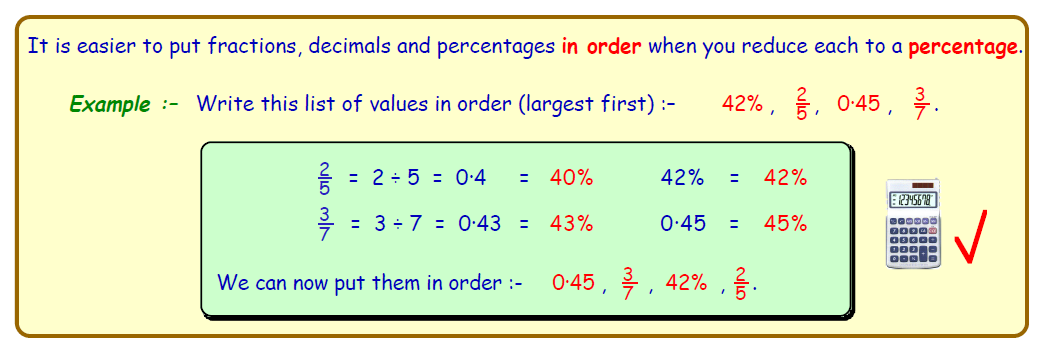 It is easier to put fractions, decimals and percentages in order when you reduce each to a percentage.
Example :- Write this list of values in order (largest first) :- 42% , 2/5 , 0·45 , 3/7 .
2/5 = 2 ÷ 5 = 0·4 = 40% 42% = 42%
3/7 = 3 ÷ 7 = 0·43 = 43% 0·45 = 45%
12345678
We can now put them in order :- 0·45 , 3/7 , 42% , 2/5 .